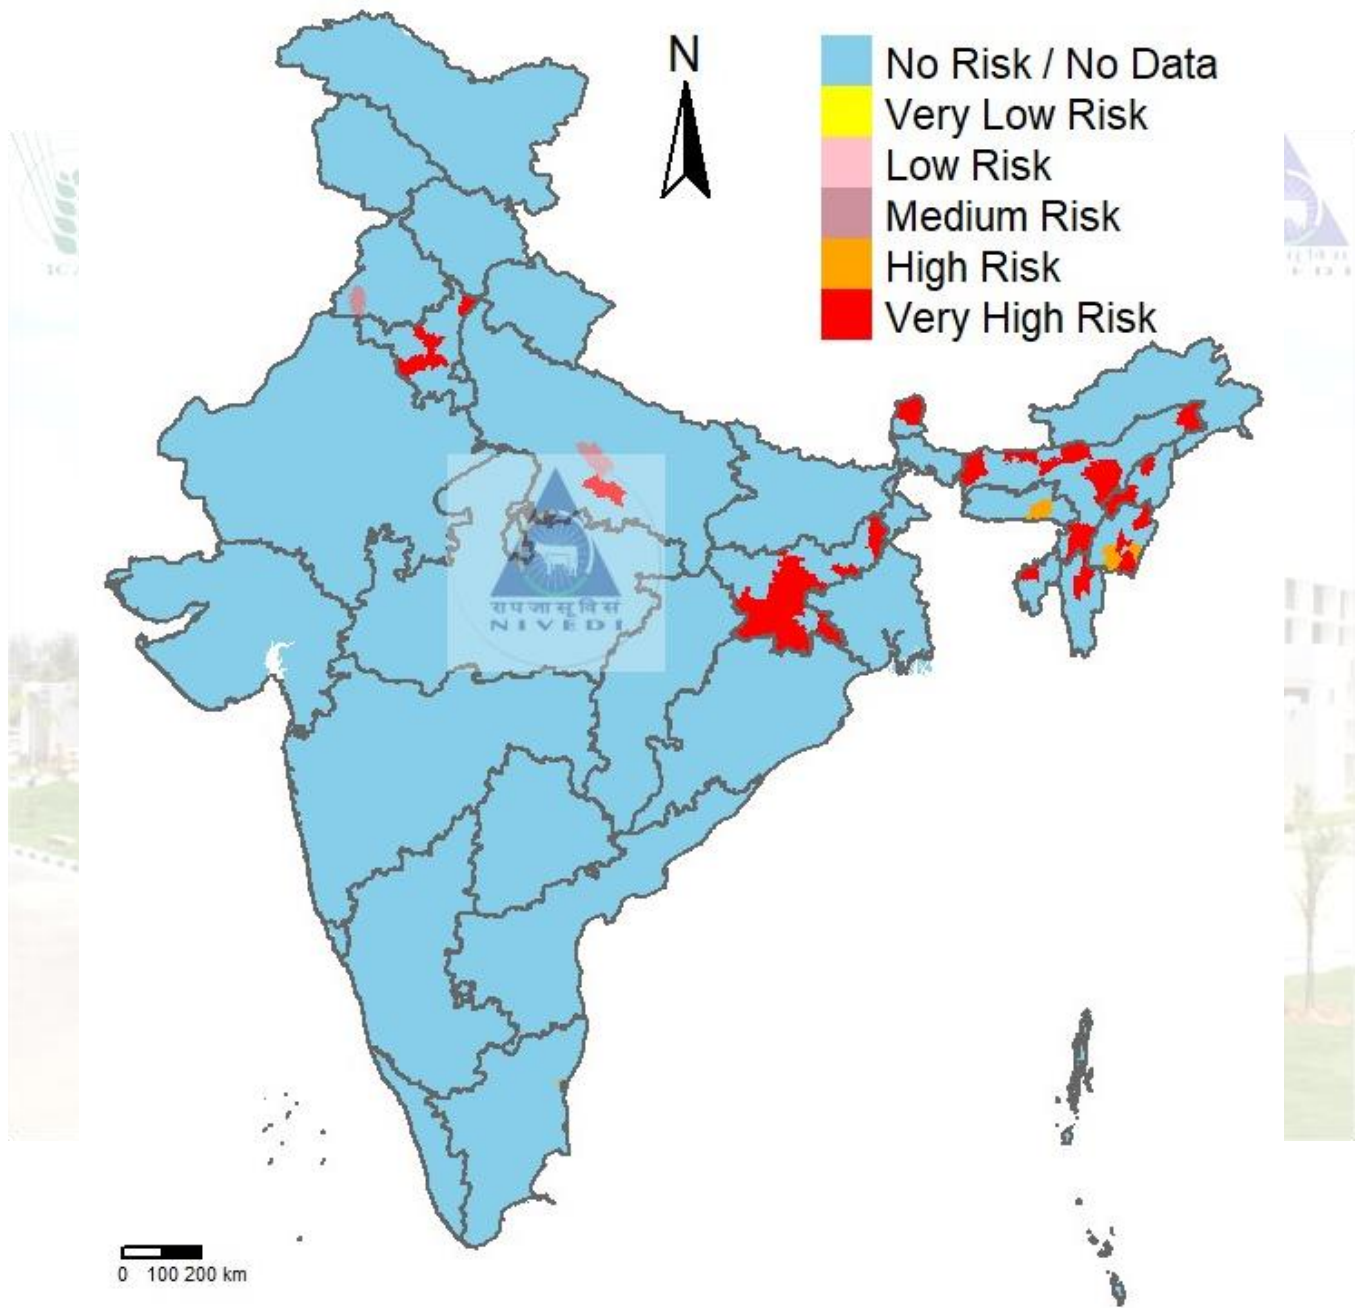 N
No Risk / No Data
Very Low Risk
Low Risk
Medium Risk
High Risk
Very High Risk
राप जा सू वि सं
NIVEDI
0 100 200 km